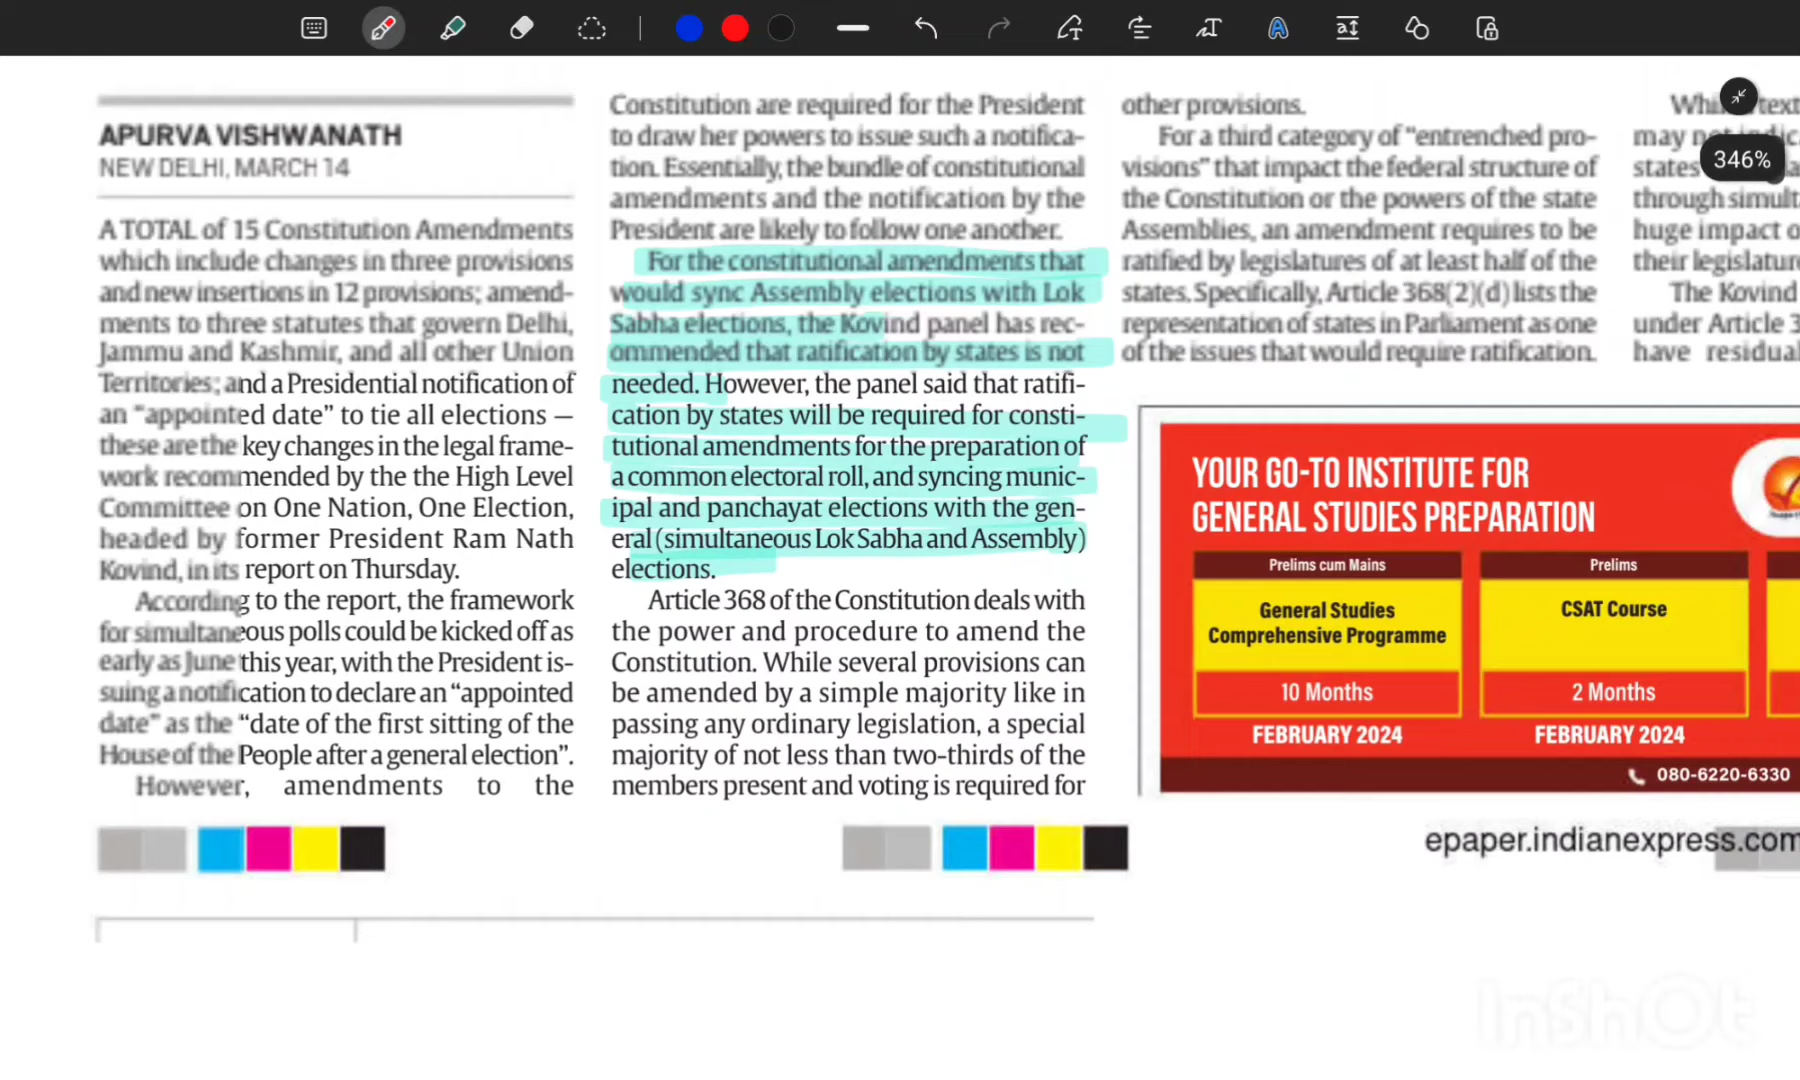 346%
APURVA VISHWANATH
NEW DELHI, MARCH 14
A TOTAL of 15 Constitution Amendments
which include changes in three provisions
and new insertions in 12 provisions; amend-
ments to three statutes that govern Delhi,
Jammu and Kashmir, and all other Union
Territories; and a Presidential notification of
an “appointed date” to tie all elections —
these are the key changes in the legal frame-
work recommended by the the High Level
Committee on One Nation, One Election,
headed by former President Ram Nath
Kovind, in its report on Thursday.
According to the report, the framework
for simultaneous polls could be kicked off as
early as June this year, with the President is-
suing a notification to declare an “appointed
date” as the “date of the first sitting of the
House of the People after a general election”.
However, amendments to the
Constitution are required for the President
to draw her powers to issue such a notifica-
tion. Essentially, the bundle of constitutional
amendments and the notification by the
President are likely to follow one another.
For the constitutional amendments that
would sync Assembly elections with Lok
Sabha elections, the Kovind panel has rec-
ommended that ratification by states is not
needed. However, the panel said that ratifi-
cation by states will be required for consti-
tutional amendments for the preparation of
a common electoral roll, and syncing munic-
ipal and panchayat elections with the gen-
eral (simultaneous Lok Sabha and Assembly)
elections.
Article 368 of the Constitution deals with
the power and procedure to amend the
Constitution. While several provisions can
be amended by a simple majority like in
passing any ordinary legislation, a special
majority of not less than two-thirds of the
members present and voting is required for
other provisions.
For a third category of “entrenched pro-
visions” that impact the federal structure of
the Constitution or the powers of the state
Assemblies, an amendment requires to be
ratified by legislatures of at least half of the
states. Specifically, Article 368(2)(d) lists the
representation of states in Parliament as one
of the issues that would require ratification.
text
may not
states
through
huge impact
their
The Kovind
under Article
have
YOUR GO-TO INSTITUTE FOR
GENERAL STUDIES PREPARATION
Prelims cum Mains
General Studies
Comprehensive Programme
10 Months
FEBRUARY 2024
Prelims
CSAT Course
2 Months
FEBRUARY 2024
080-6220-6330
epaper.indianexpress.com
InShOt